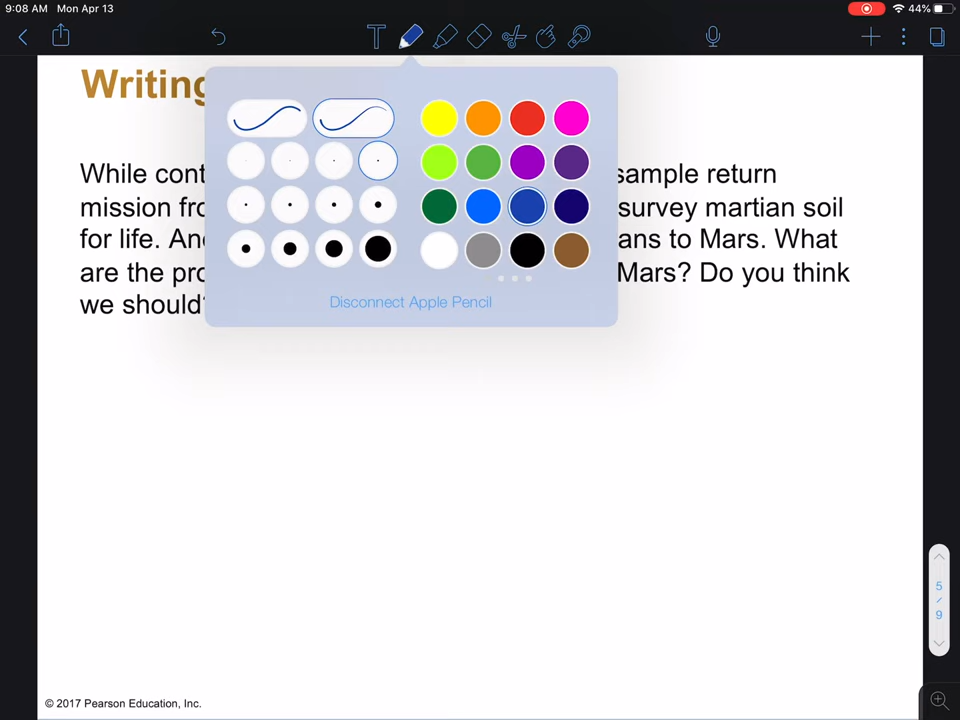 9:08 AM Mon Apr 13
44%
T
Writing
While cont
sample return
mission fro
survey martian soil
for life. An
ans to Mars. What
are the pro
Mars? Do you think
we should?
Disconnect Apple Pencil
5
/
9
© 2017 Pearson Education, Inc.